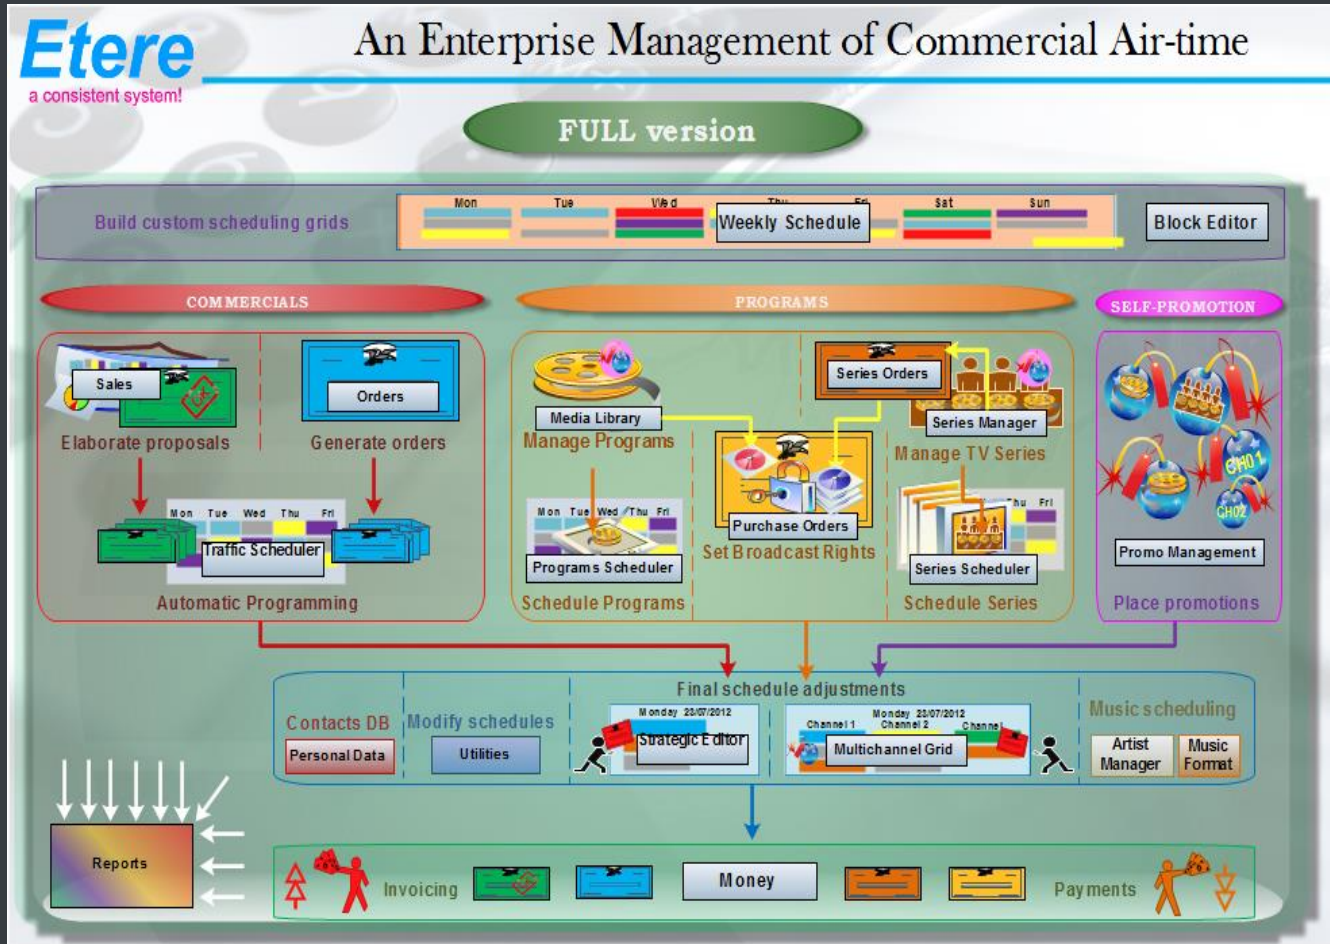 Etere
a consistent system!
An Enterprise Management of Commercial Air-time
FULL version
Build custom scheduling grids
Mon Tue Wed Thu Fri Sat Sun
Weekly Schedule
Block Editor
COMMERCIALS
PROGRAMS
SELF-PROMOTION
Sales
Orders
Elaborate proposals
Generate orders
Mon Tue Wed Thu Fri
Traffic Scheduler
Automatic Programming
Media Library
Manage Programs
Series Orders
Series Manager
Manage TV Series
Mon Tue Wed Thu Fri
Programs Scheduler
Schedule Programs
Purchase Orders
Set Broadcast Rights
Thu Fri
Series Scheduler
Schedule Series
CH01
CH02
Promo Management
Place promotions
Final schedule adjustments
Contacts DB
Personal Data
Modify schedules
Utilities
Monday 23/07/2012
Strategic Editor
Monday 23/07/2012
Channel 1 Channel 2 Channel
Multichannel Grid
Music scheduling
Artist Manager
Music Format
Reports
Invoicing
Money
Payments